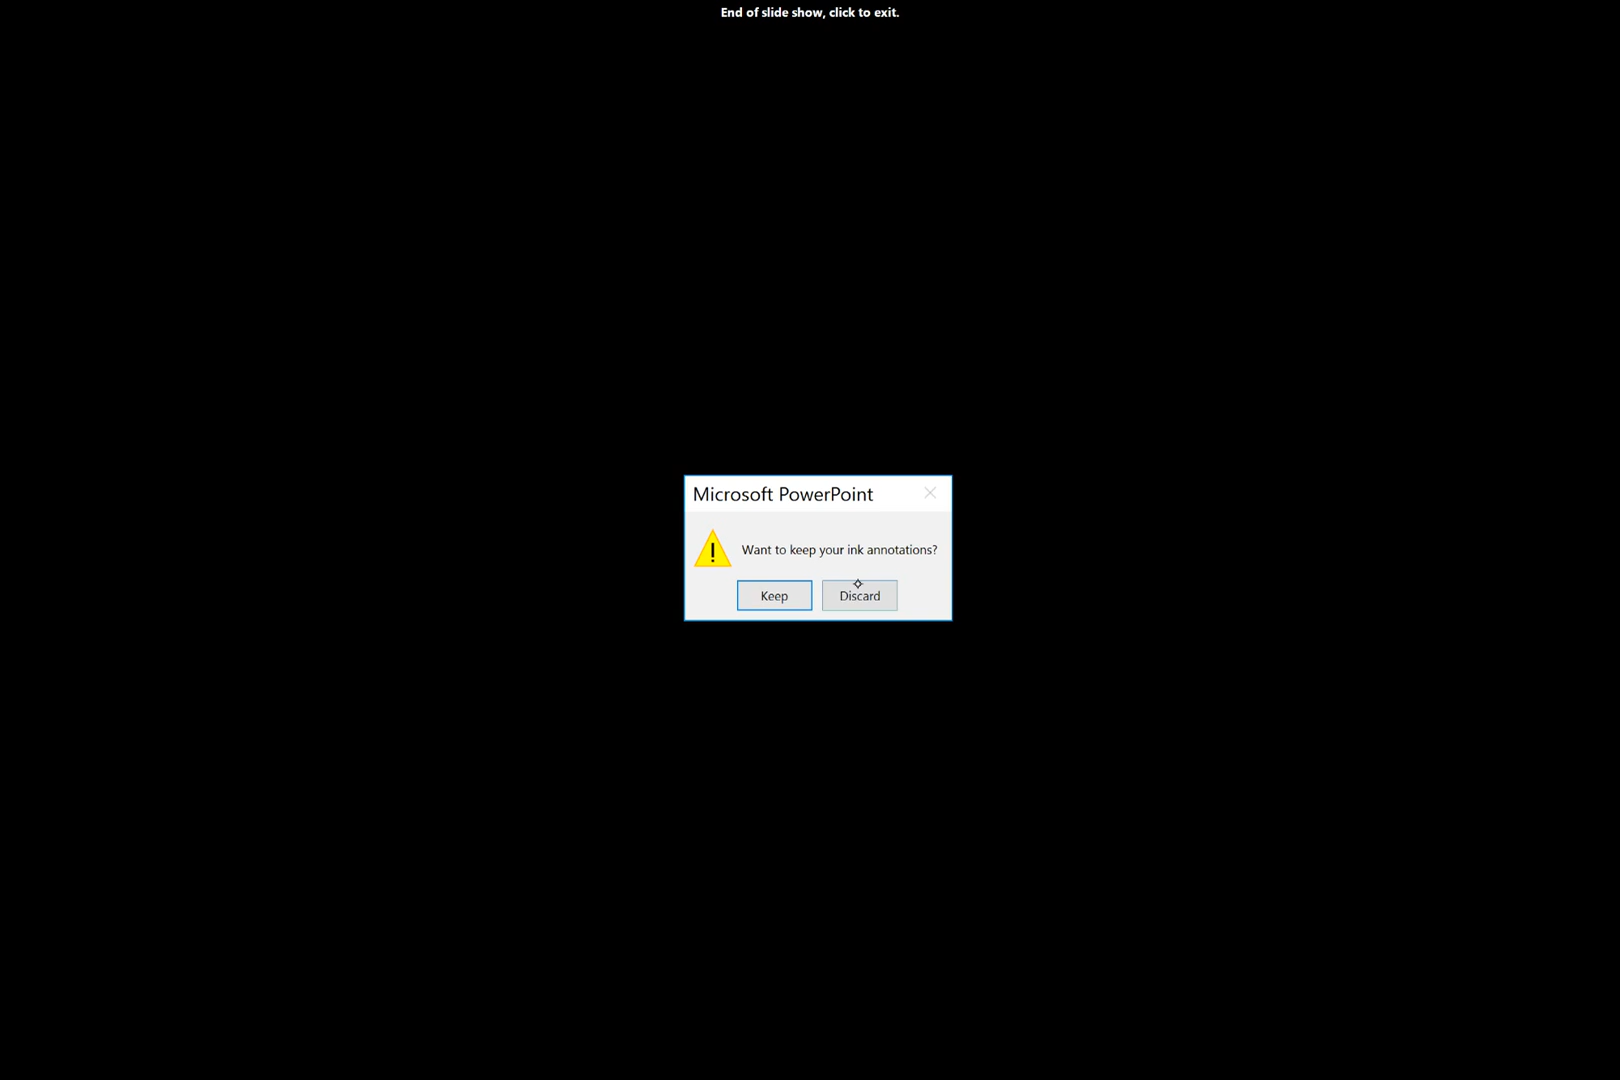 End of slide show, click to exit.
Microsoft PowerPoint
Want to keep your ink annotations?
Keep
Discard